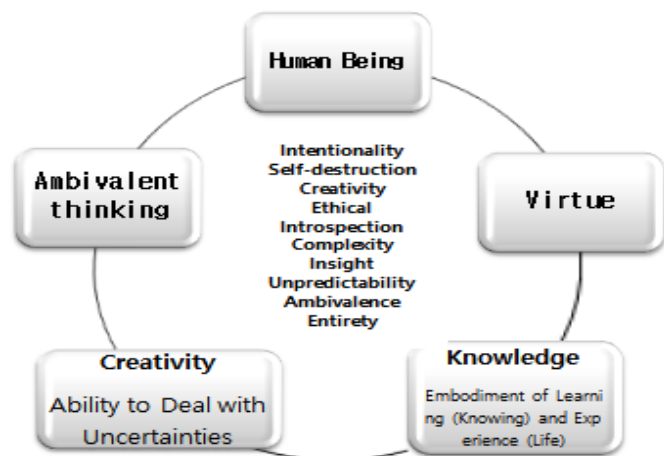 Human Being
Ambivalent
thinking
Intentionality
Self-destruction
Creativity
Ethical
Introspection
Complexity
Insight
Unpredictability
Ambivalence
Entirety
Virtue
Creativity
Ability to Deal with
Uncertainties
Knowledge
Embodiment of Learni
ng (Knowing) and Exp
erience (Life)